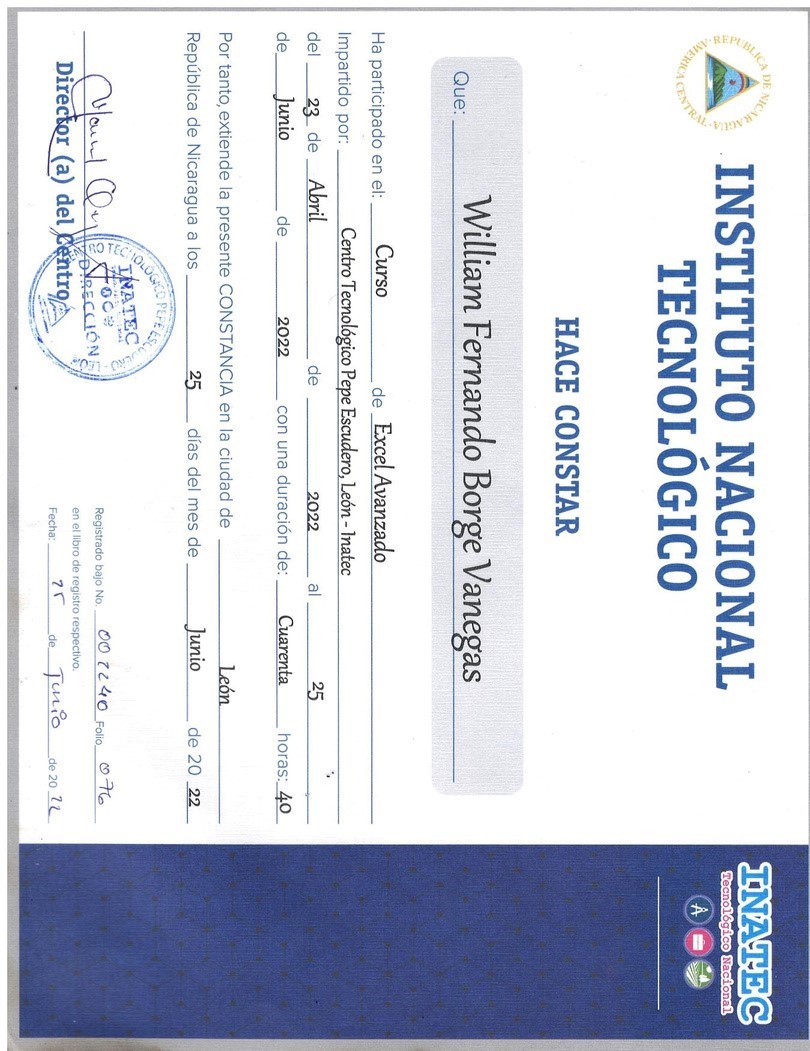 REPÚBLICA DE NICARAGUA
AMÉRICA CENTRAL
INSTITUTO NACIONAL
TECNOLÓGICO
INATEC
Tecnológico Nacional
HACE CONSTAR
Que: William Fernando Borge Vanegas
Ha participado en el: Curso de Excel Avanzado
Impartido por: Centro Tecnológico Pepe Escudero, León - Inatec
del 23 de Abril de 2022 al 25
de Junio de 2022 con una duración de: Cuarenta horas: 40
Por tanto, extiende la presente CONSTANCIA en la ciudad de León
República de Nicaragua a los 25 días del mes de Junio de 20 22
CENTRO TECNOLÓGICO PEPE ESCUDERO - LEÓN
INATEC
DIRECCIÓN
Director (a) del Centro
Registrado bajo No. 002240 Folio 076
en el libro de registro respectivo.
Fecha: 25 de Junio de 20 22